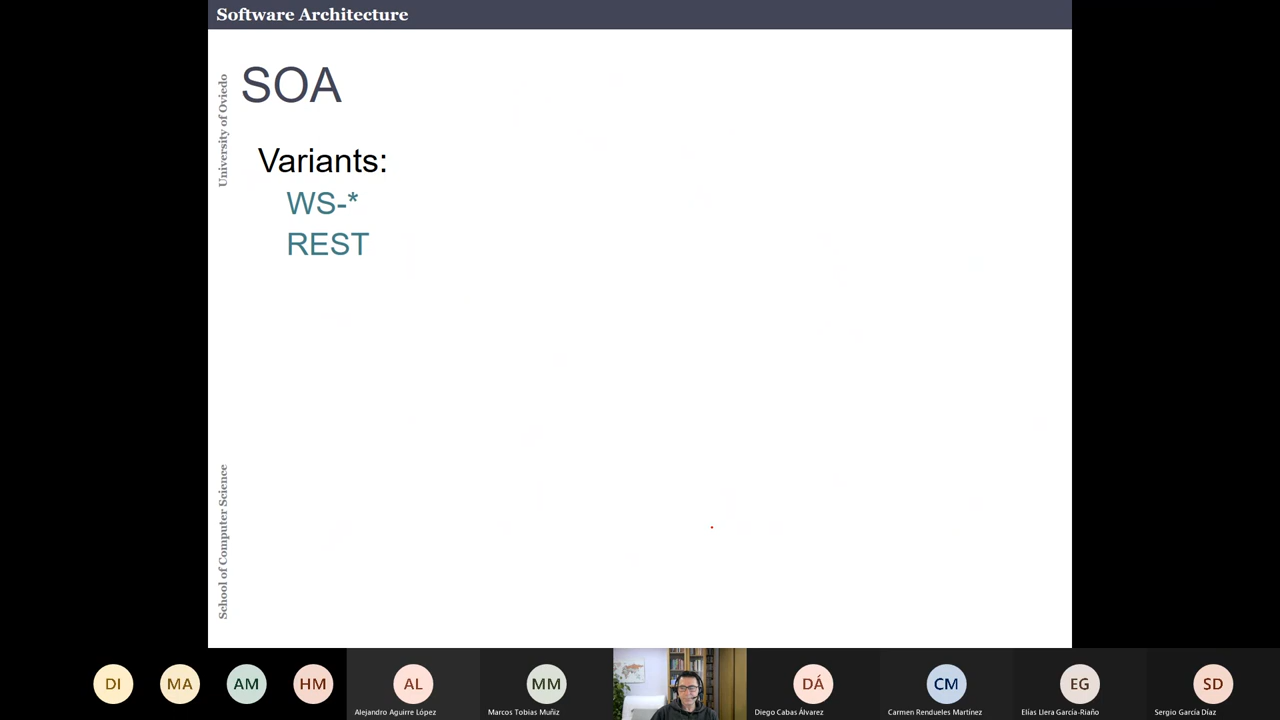 Software Architecture
University of Oviedo
SOA
Variants:
WS-*
REST
School of Computer Science
DI
MA
AM
HM
AL
Alejandro Aguirre López
MM
Marcos Tobias Muñiz
DÁ
Diego Cabas Álvarez
CM
Carmen Rendueles Martínez
EG
Elías Llera García-Riaño
SD
Sergio García Díaz